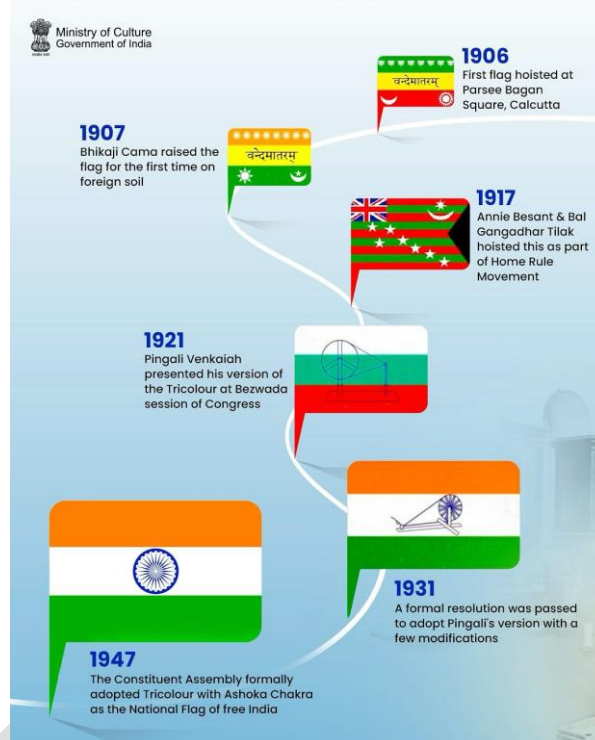 Ministry of Culture
Government of India
1906
First flag hoisted at
Parsee Bagan
Square, Calcutta
वन्देमातरम्
1907
Bhikaji Cama raised the
flag for the first time on
foreign soil
वन्देमातरम्
1917
Annie Besant & Bal
Gangadhar Tilak
hoisted this as part
of Home Rule
Movement
1921
Pingali Venkaiah
presented his version of
the Tricolour at Bezwada
session of Congress
1931
A formal resolution was passed
to adopt Pingali's version with a
few modifications
1947
The Constituent Assembly formally
adopted Tricolour with Ashoka Chakra
as the National Flag of free India